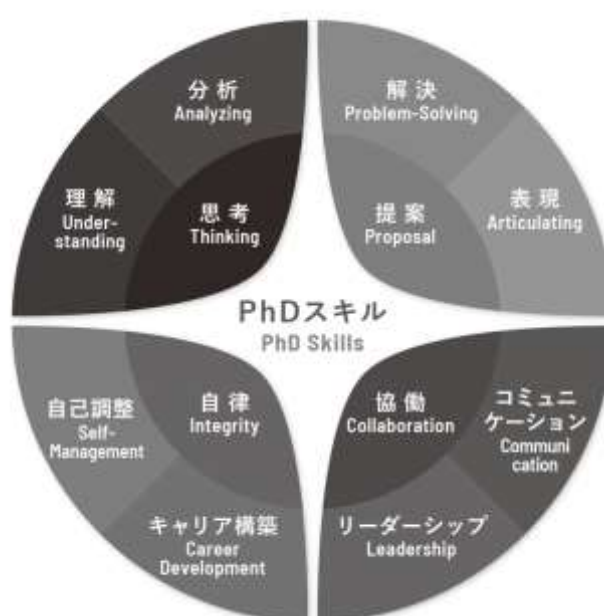 分析
Analyzing
理解
Under-
standing
思考
Thinking
解決
Problem-Solving
提案
Proposal
表現
Articulating
PhDスキル
PhD Skills
自己調整
Self-
Management
自律
Integrity
キャリア構築
Career
Development
協働
Collaboration
コミュニ
ケーション
Communi
cation
リーダーシップ
Leadership